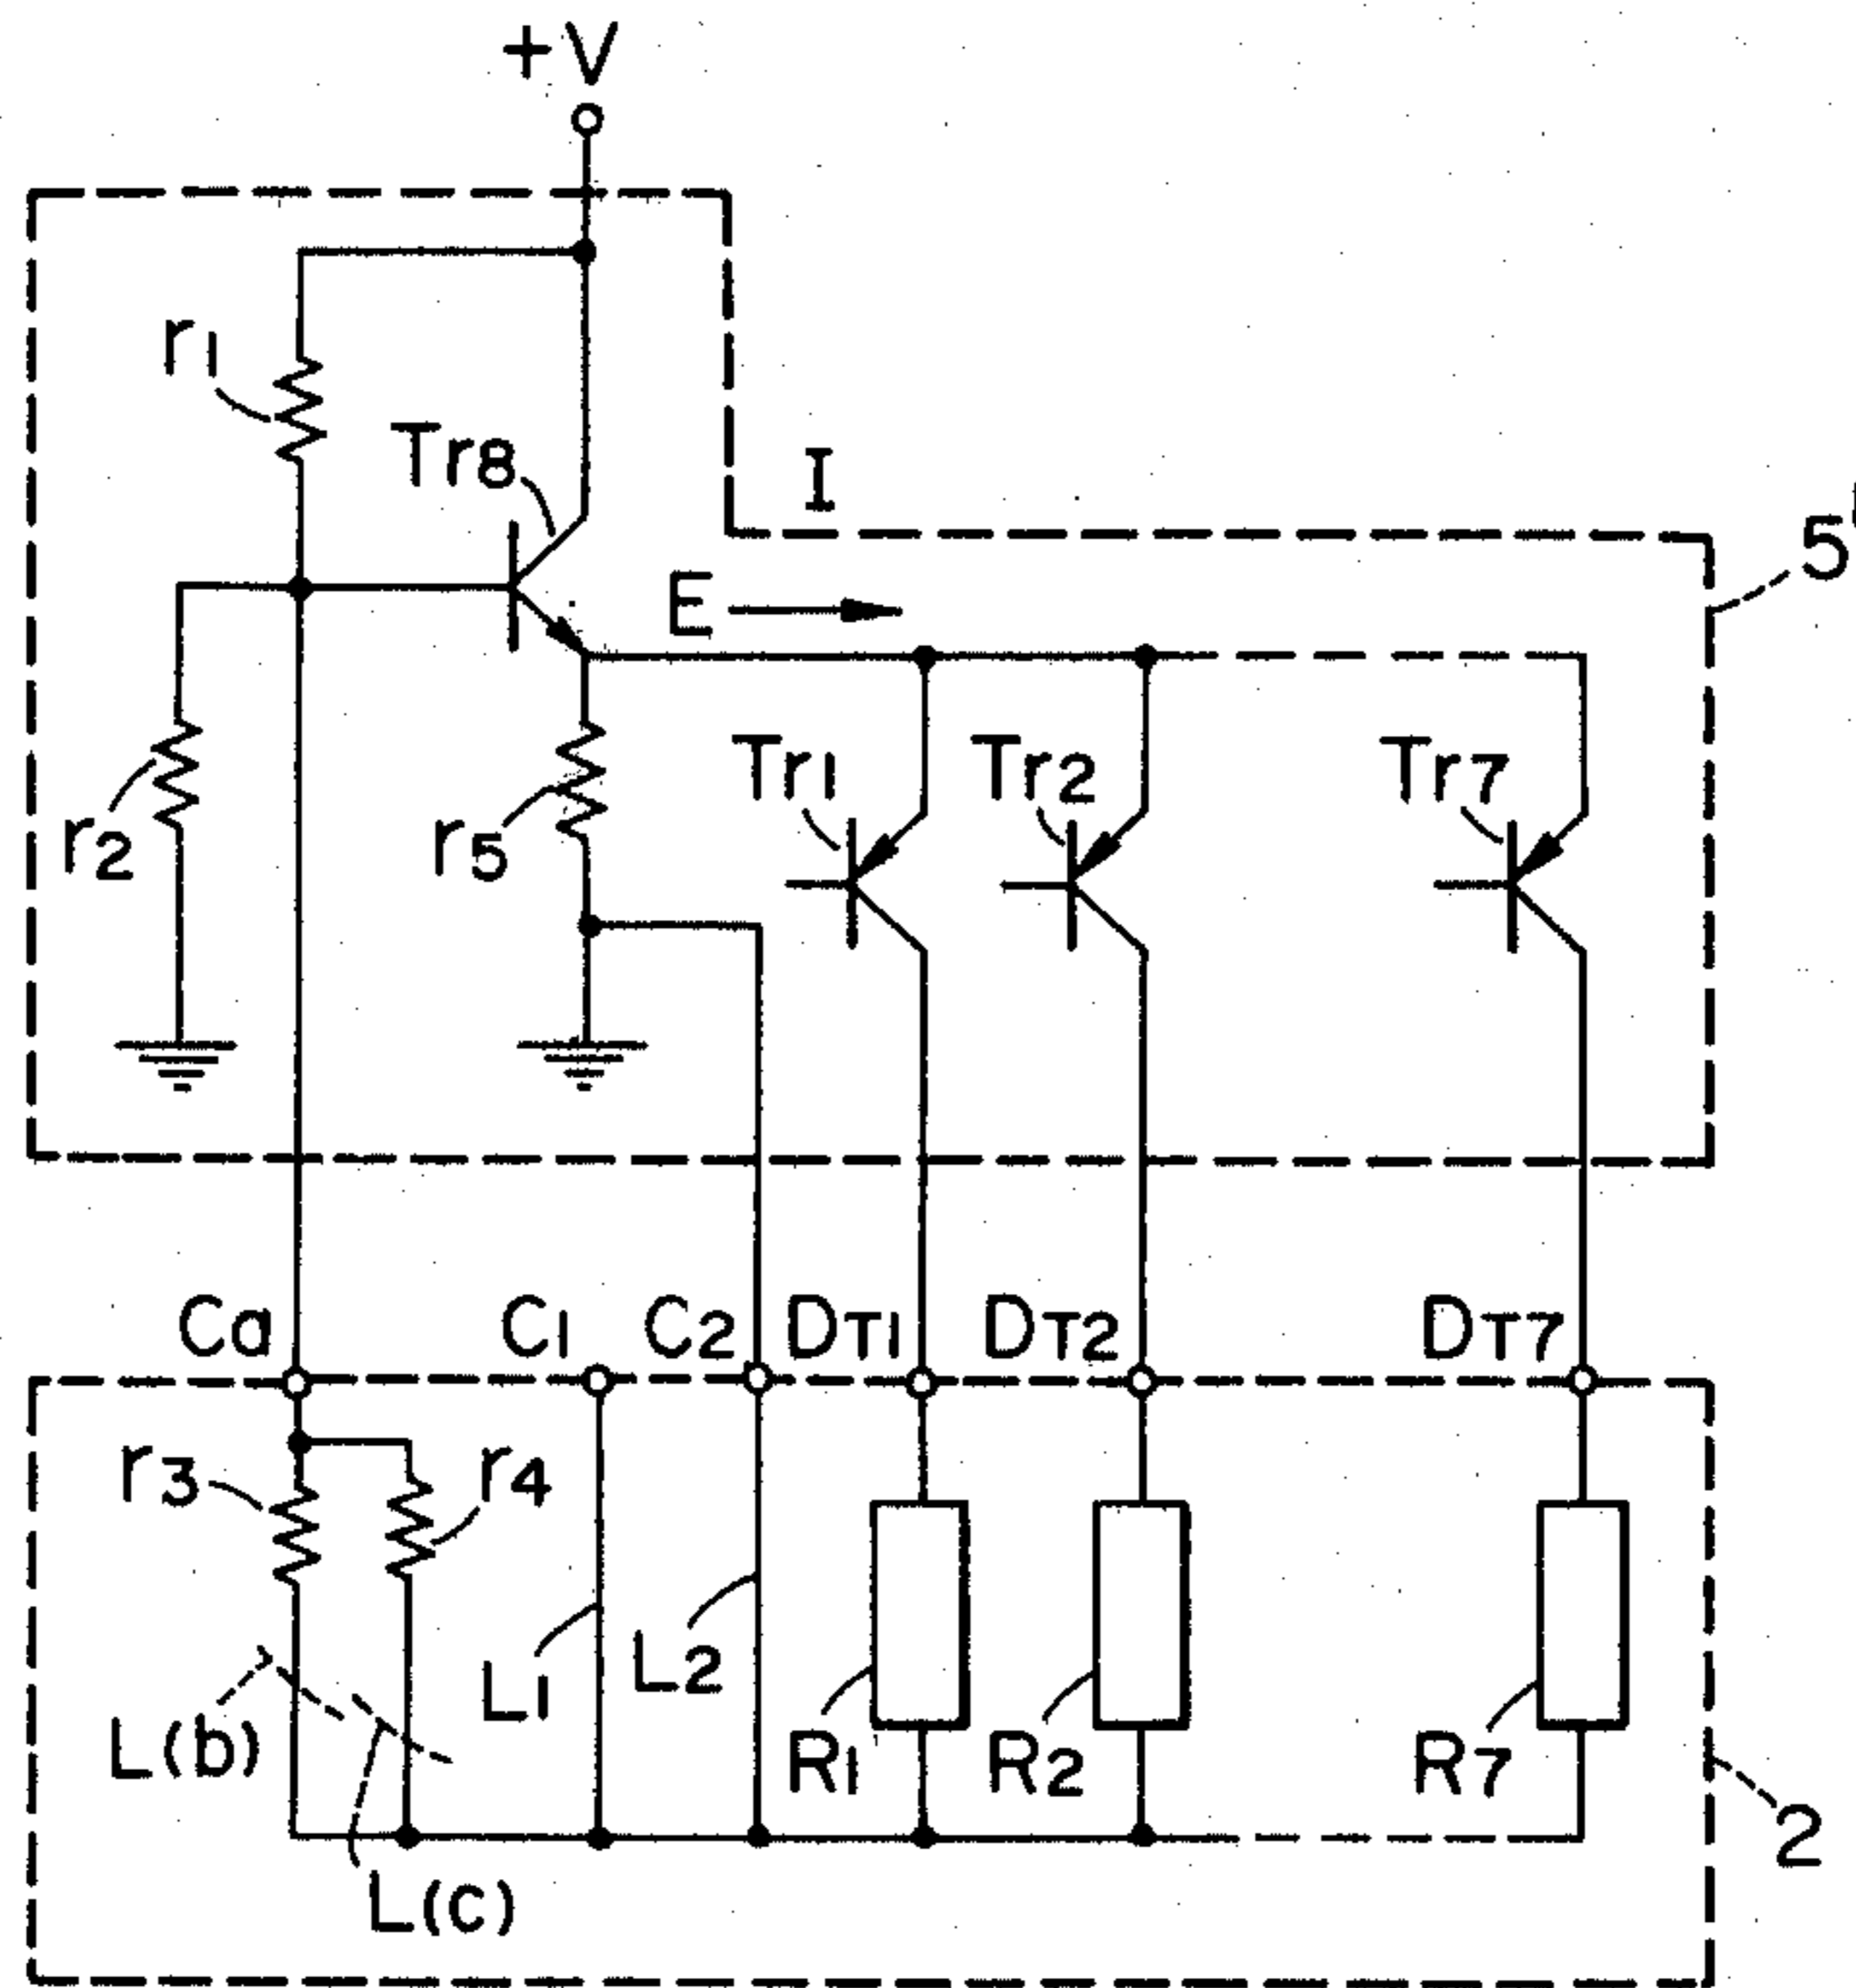 +V
r1
Tr8
I
5'
E
Tr1
Tr2
Tr7
r2
r5
Ca
C1
C2
DT1
DT2
DT7
r3
r4
L1
L2
L(b)
R1
R2
R7
2
L(c)